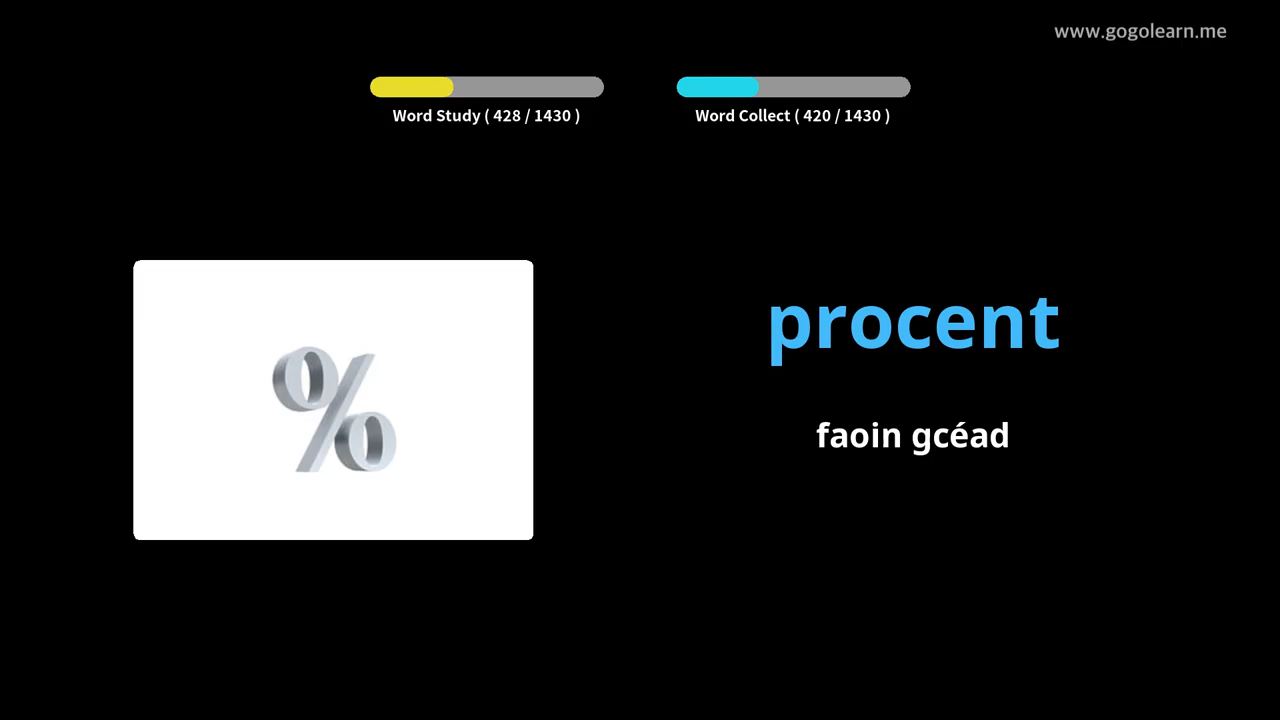 www.gogolearn.me
Word Study ( 428 / 1430 )
Word Collect ( 420 / 1430 )
%
procent
faoin gcéad